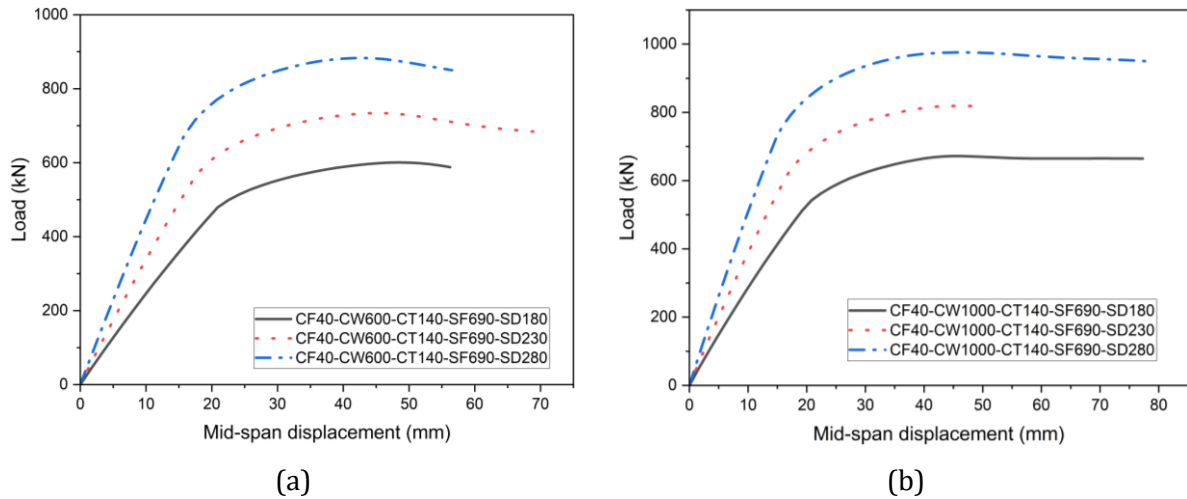 1000
800
600
400
200
0
Load (kN)
CF40-CW600-CT140-SF690-SD180
CF40-CW600-CT140-SF690-SD230
CF40-CW600-CT140-SF690-SD280
0 10 20 30 40 50 60 70
Mid-span displacement (mm)
(a)
1000
800
600
400
200
0
Load (kN)
CF40-CW1000-CT140-SF690-SD180
CF40-CW1000-CT140-SF690-SD230
CF40-CW1000-CT140-SF690-SD280
0 10 20 30 40 50 60 70 80
Mid-span displacement (mm)
(b)